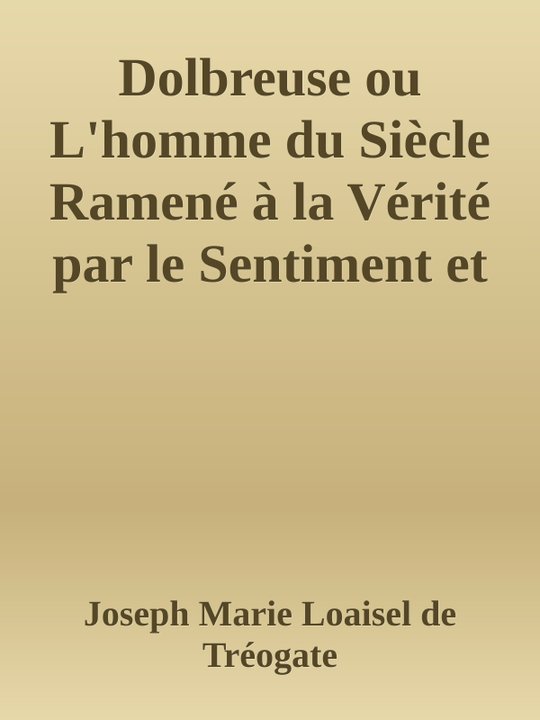 Dolbreuse ou
L'homme du Siècle
Ramené à la Vérité
par le Sentiment et
Joseph Marie Loaisel de
Tréogate